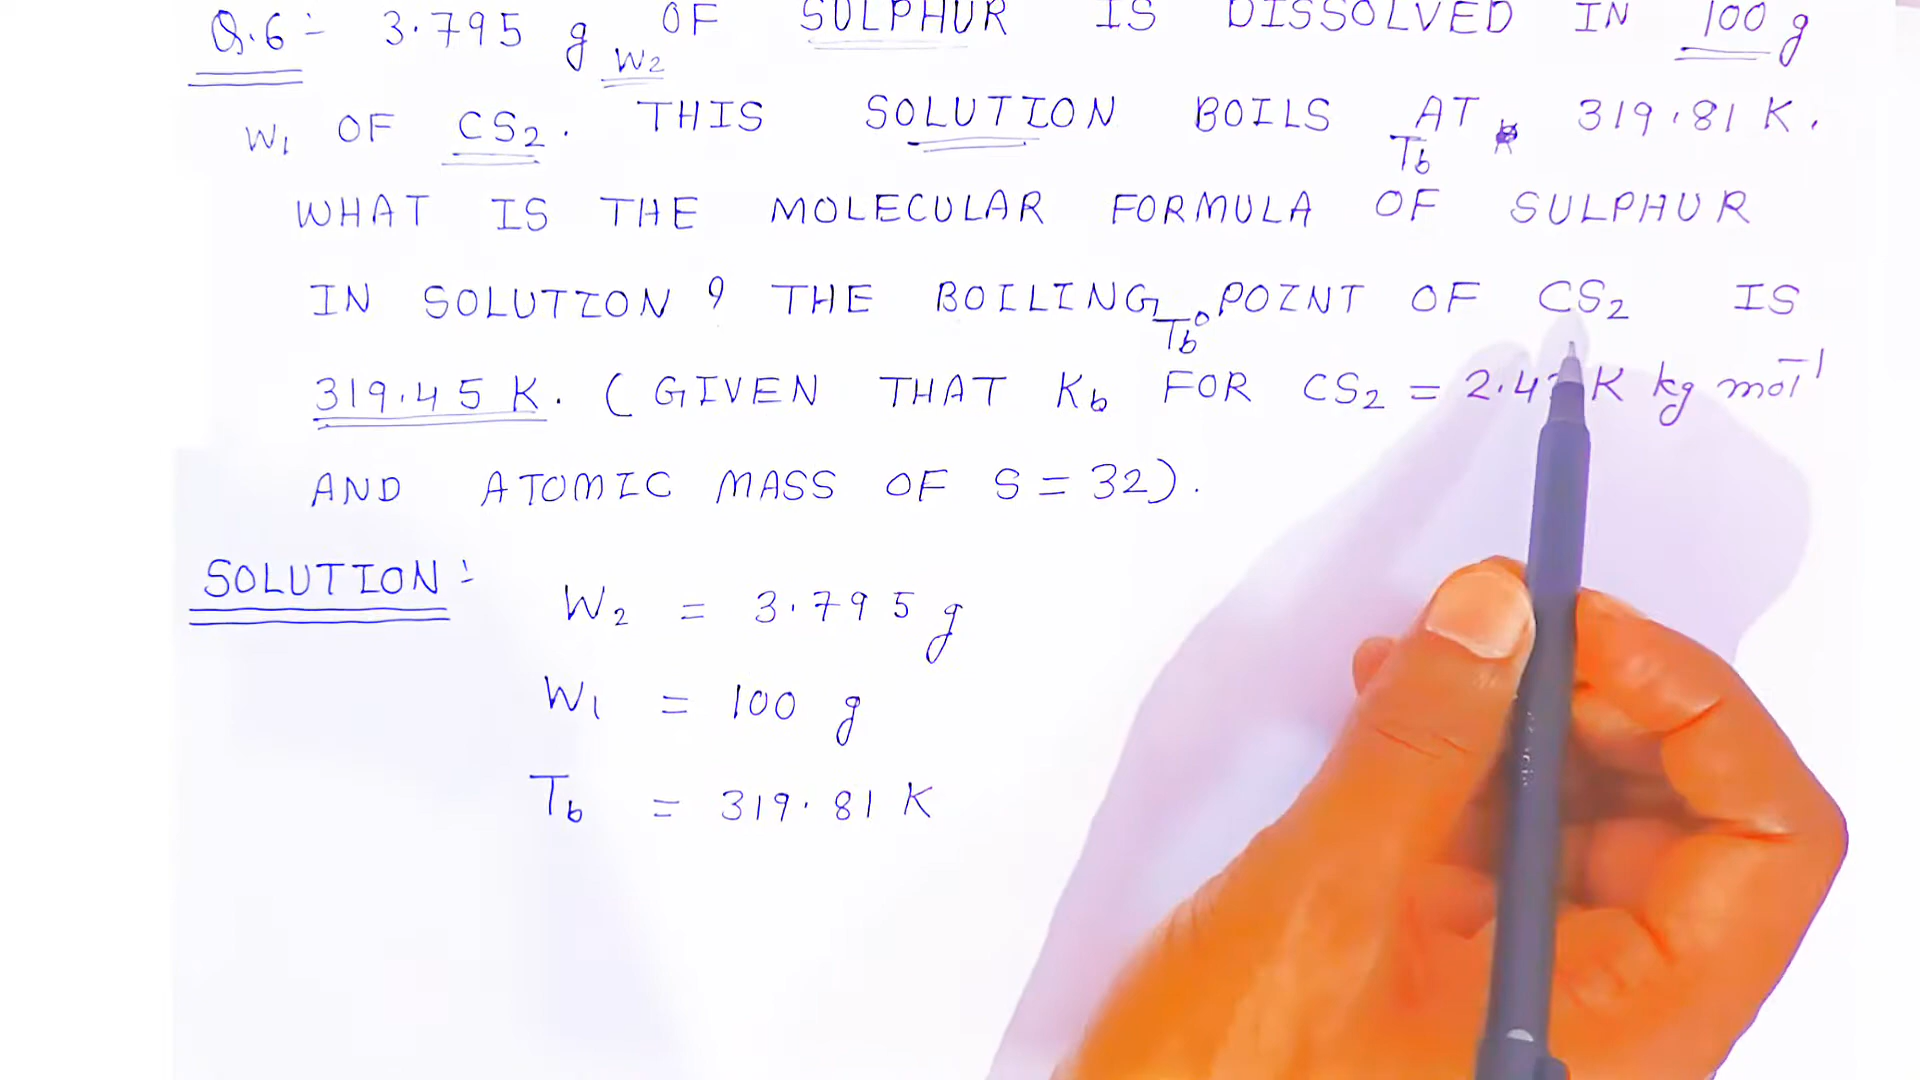 Q.6:- 3.795 g OF SULPHUR IS DISSOLVED IN 100 g
W2
W1 OF CS2. THIS SOLUTION BOILS AT 319.81 K.
Tb
WHAT IS THE MOLECULAR FORMULA OF SULPHUR
IN SOLUTION ? THE BOILING POINT OF CS2 IS
Tb°
319.45 K. (GIVEN THAT Kb FOR CS2 = K kg mol-1
AND ATOMIC MASS OF S = 32).
SOLUTION:- W2 = 3.795 g
W1 = 100 g
Tb = 319.81 K